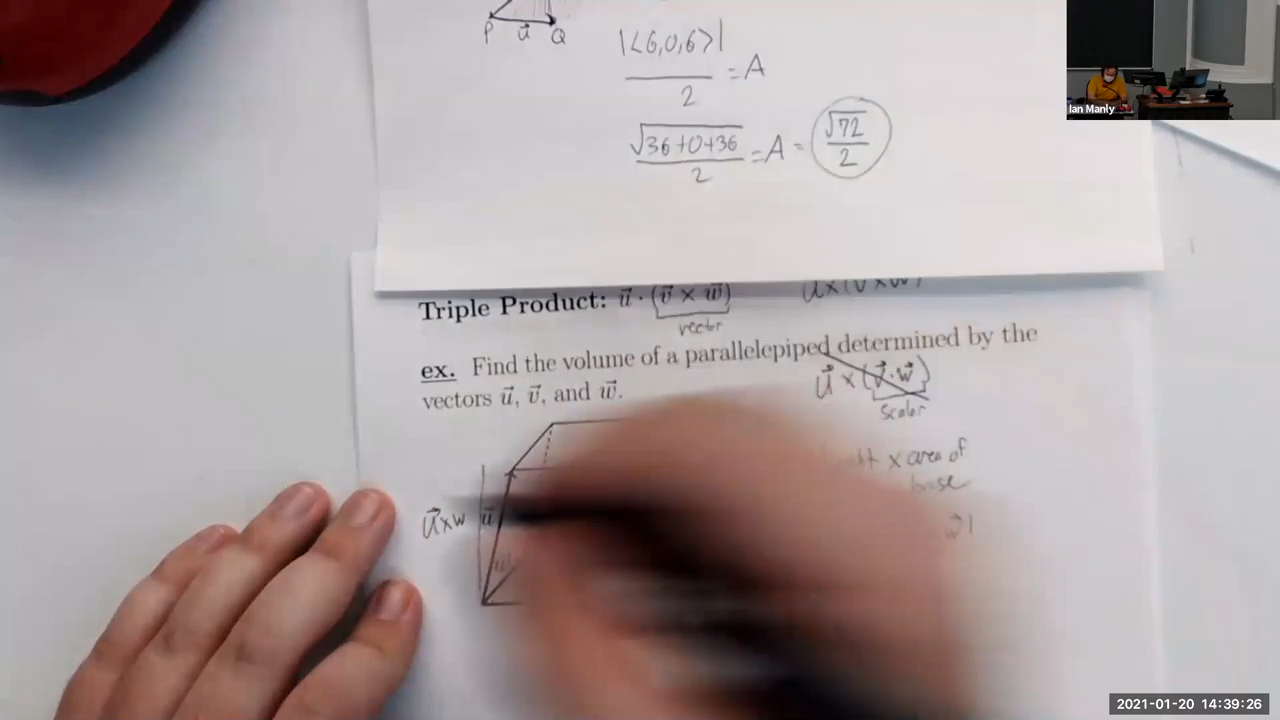 P u⃗ Q
|<6,0,6>|
2
= A
√36+0+36
2
= A = √72
2
Ian Manly
Triple Product: u⃗ · (v⃗ × w⃗)
vector
ex. Find the volume of a parallelepiped determined by the
vectors u⃗, v⃗, and w⃗.
u⃗ × (v⃗ · w⃗)
scalar
x area of
base
u⃗xw u⃗
2021-01-20 14:39:26